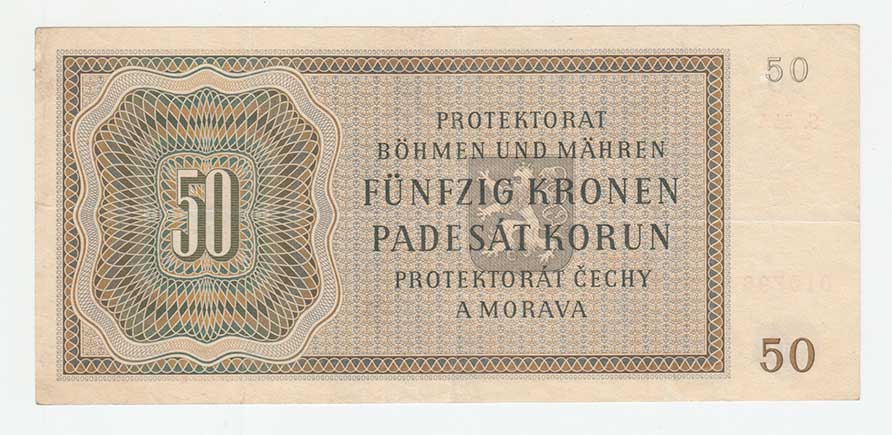 50
PROTEKTORAT
BÖHMEN UND MÄHREN
FÜNFZIG KRONEN
50
PADESÁT KORUN
PROTEKTORÁT ČECHY
A MORAVA
50